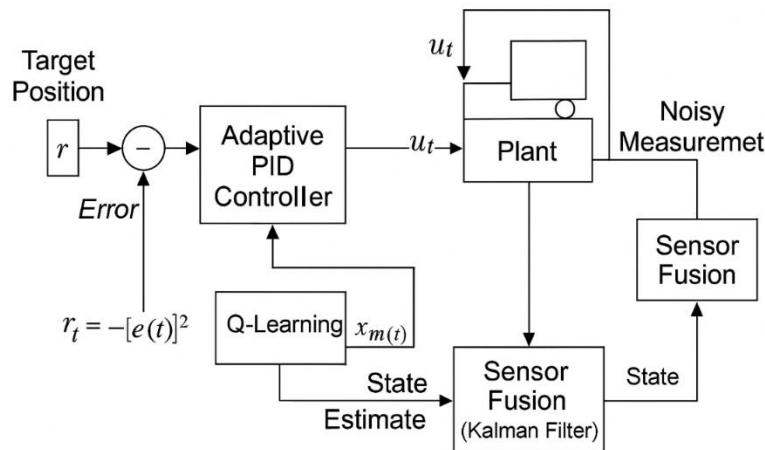 Target
Position
r
−
Error
r_t = −[e(t)]²
Adaptive
PID
Controller
u_t
u_t
Plant
Noisy
Measuremet
Sensor
Fusion
Q-Learning
x_m(t)
State
Estimate
Sensor
Fusion
(Kalman Filter)
State